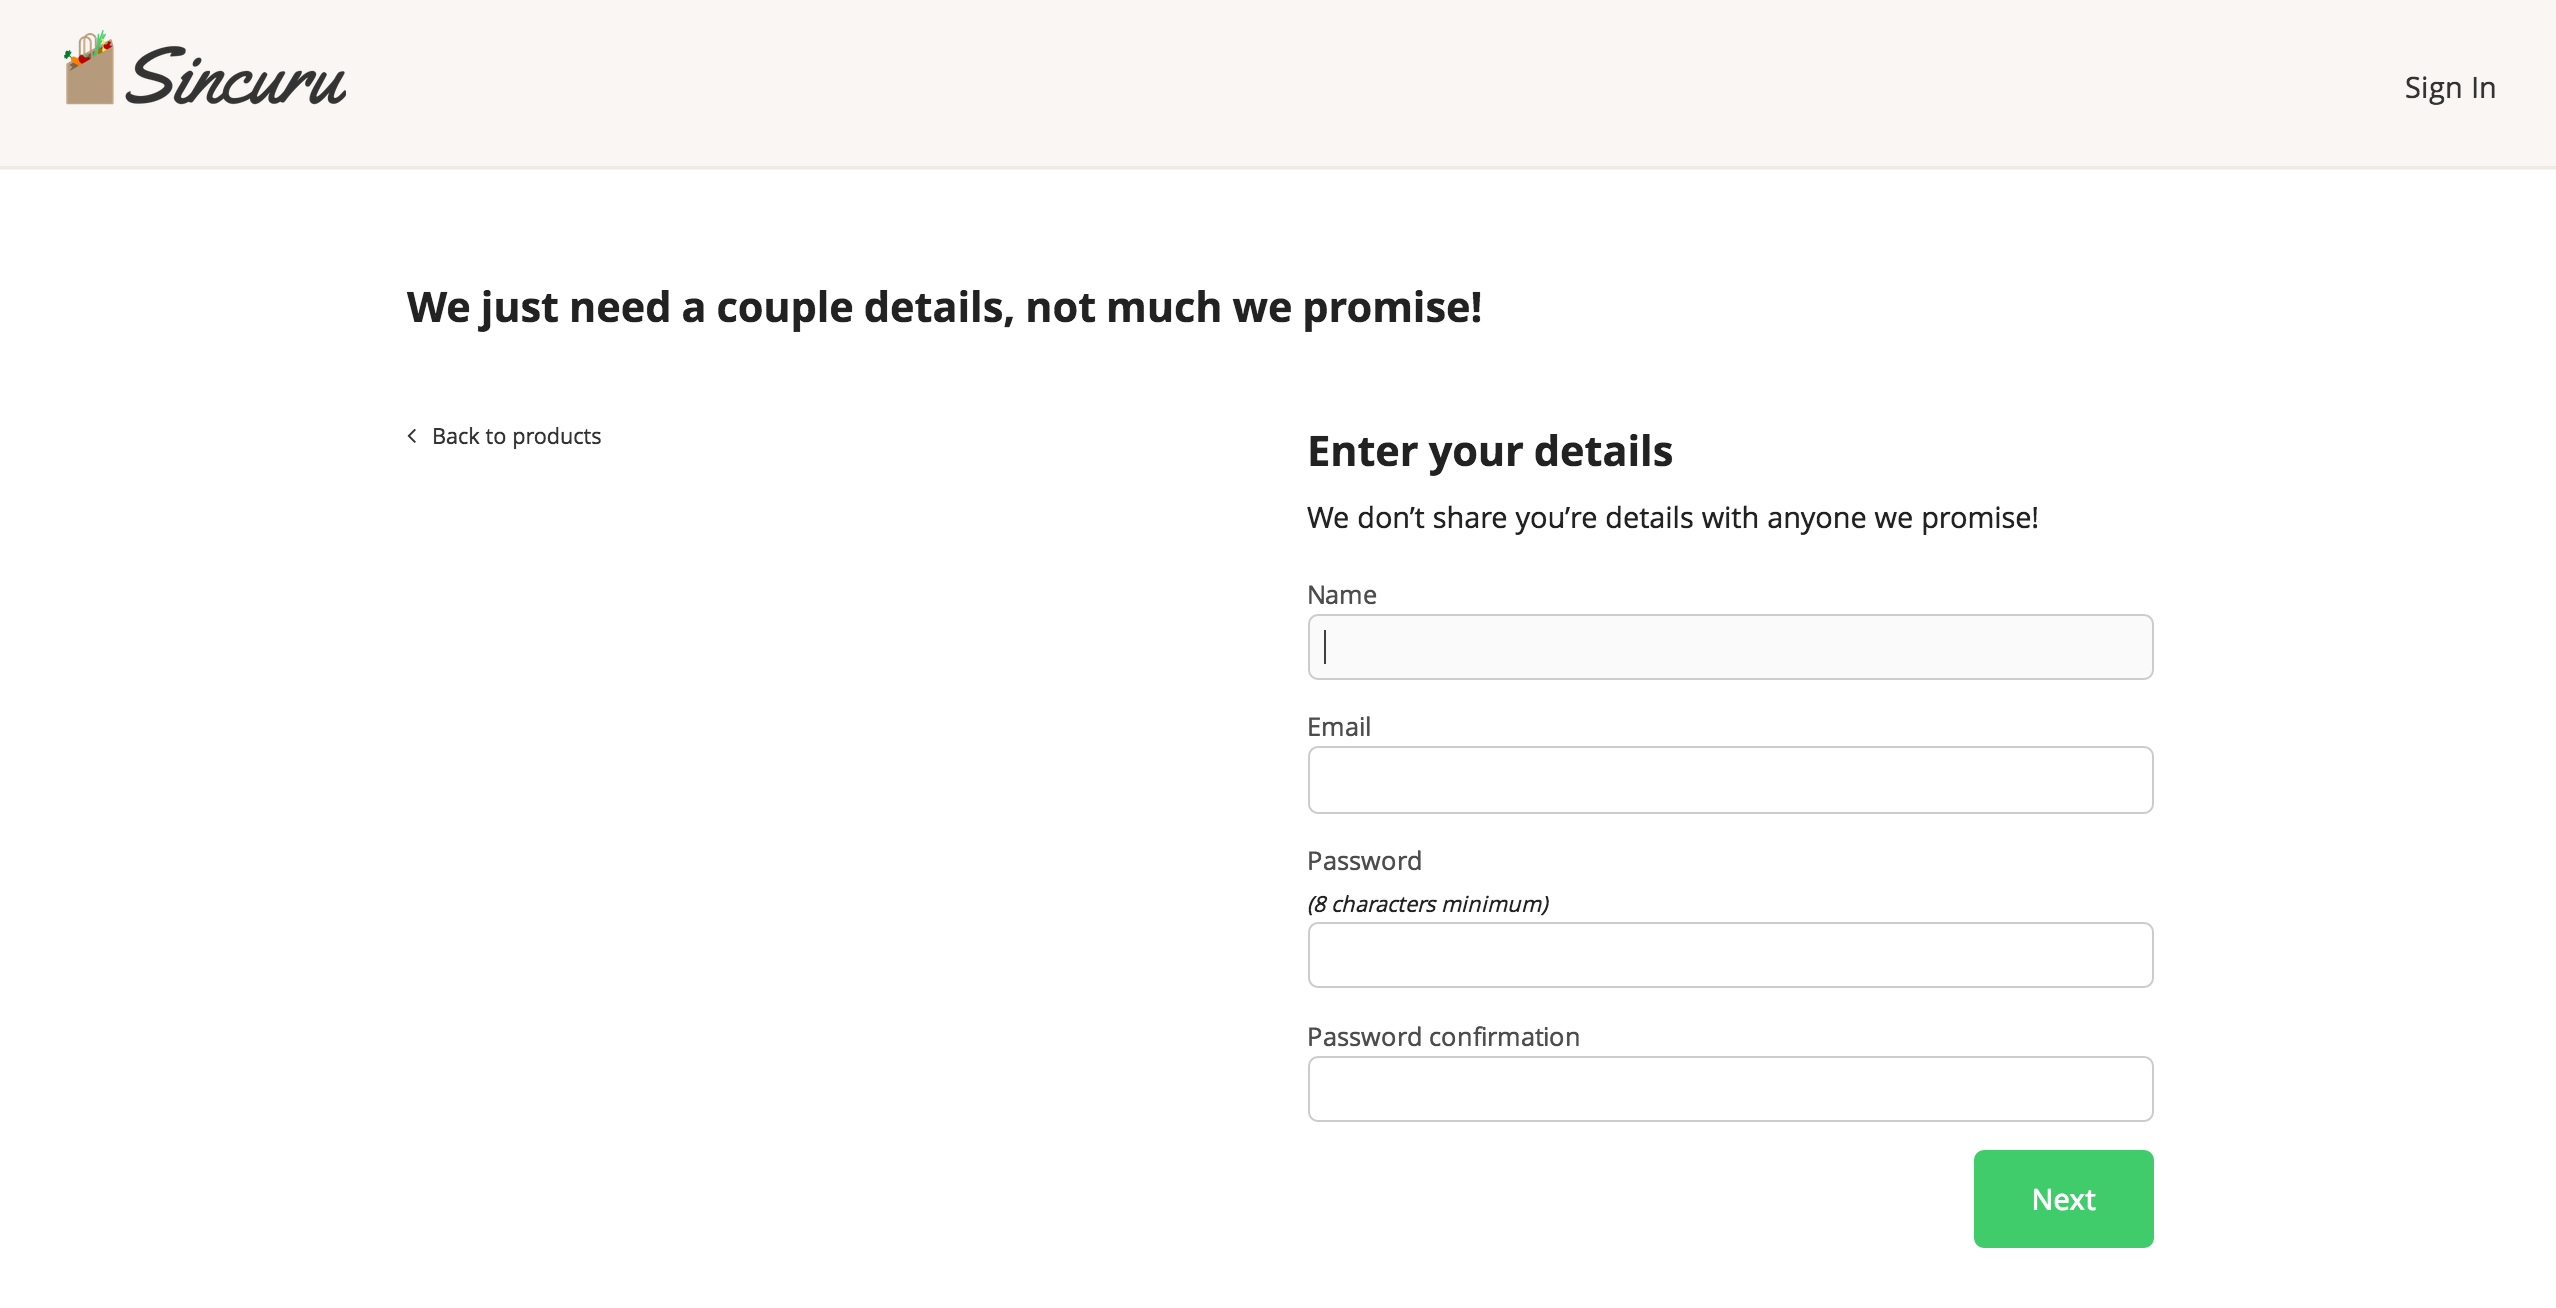 Sincuru
Sign In
We just need a couple details, not much we promise!
Back to products
Enter your details
We don’t share you’re details with anyone we promise!
Name
Email
Password
(8 characters minimum)
Password confirmation
Next